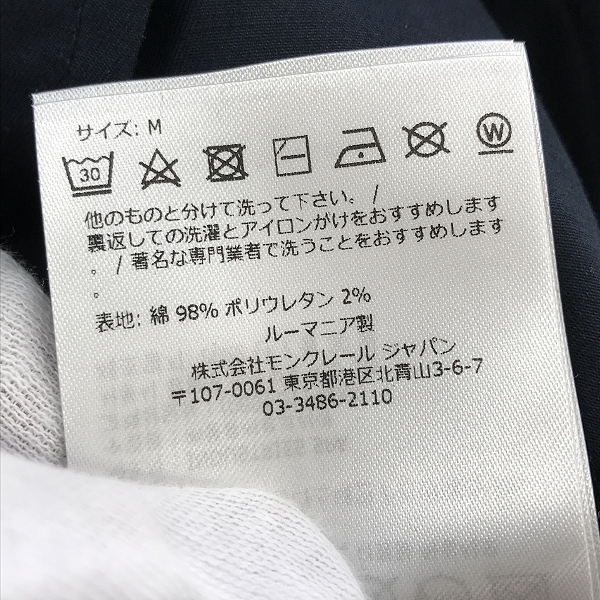 サイズ: M
30 W
他のものと分けて洗って下さい。 /
裏返しての洗濯とアイロンがけをおすすめします
。 / 著名な専門業者で洗うことをおすすめします
。
表地: 綿 98% ポリウレタン 2%
ルーマニア製
株式会社モンクレール ジャパン
〒107-0061 東京都港区北青山3-6-7
03-3486-2110